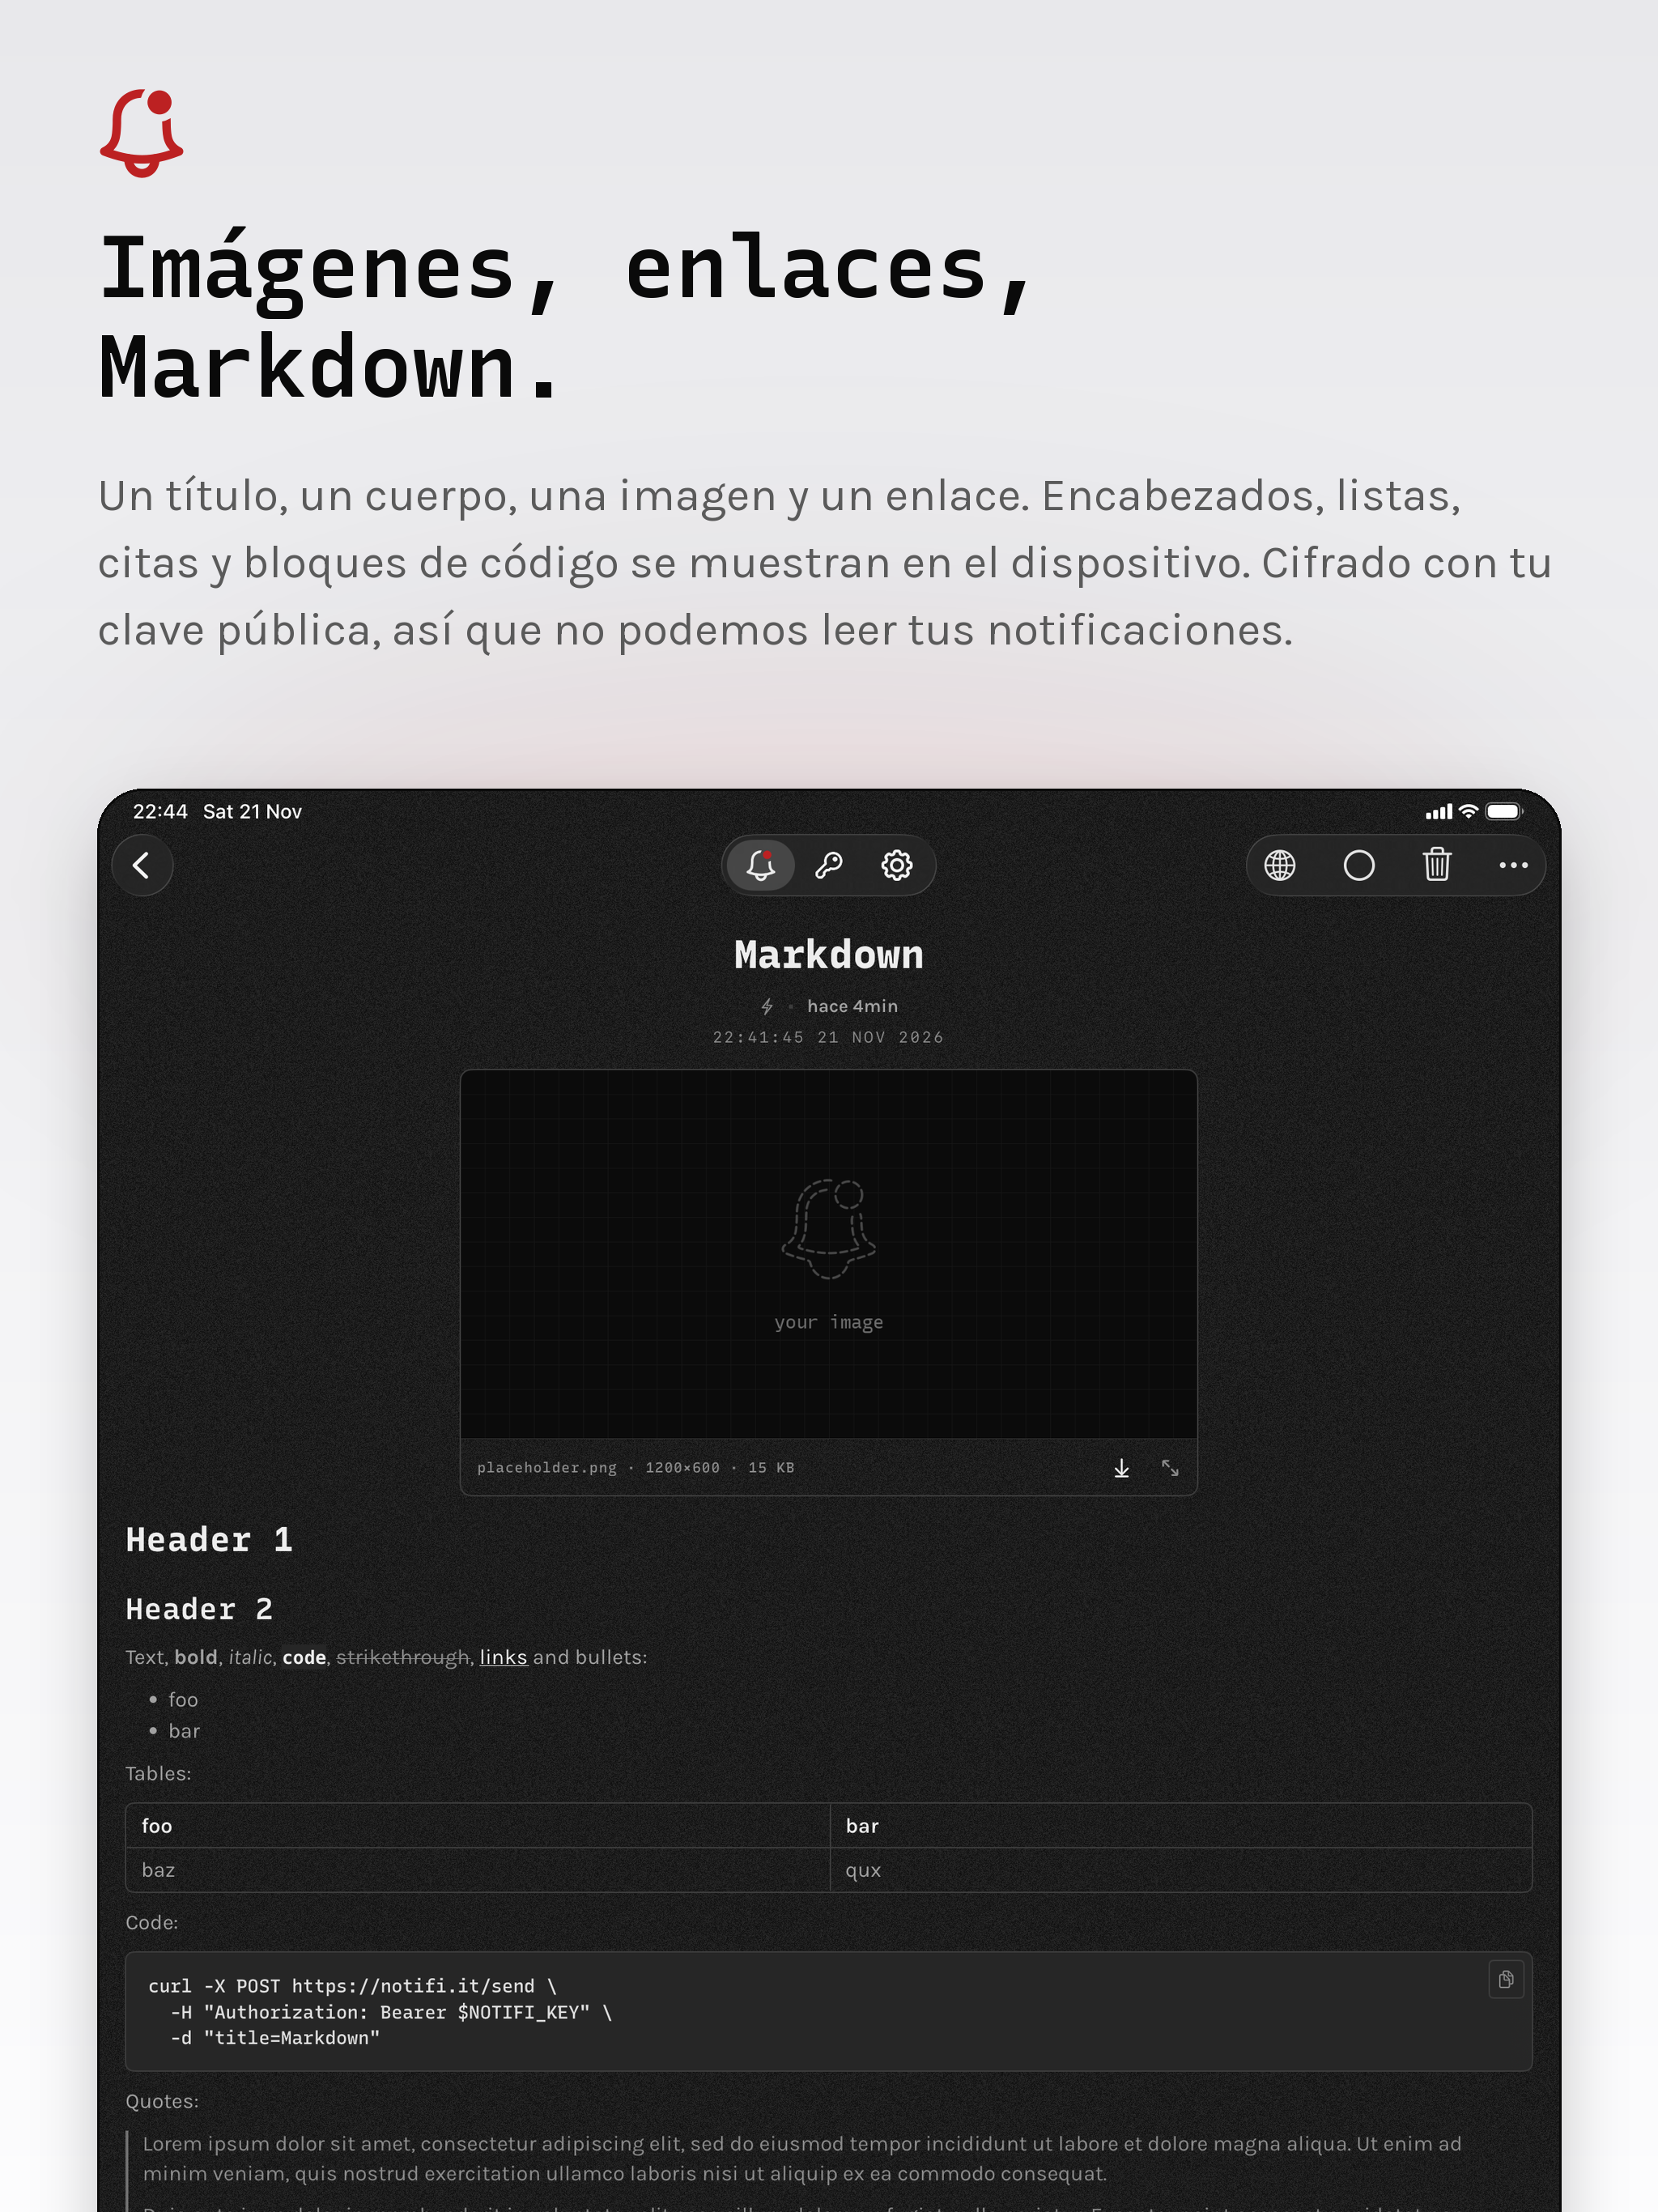 Imágenes, enlaces,
Markdown.
Un título, un cuerpo, una imagen y un enlace. Encabezados, listas,
citas y bloques de código se muestran en el dispositivo. Cifrado con tu
clave pública, así que no podemos leer tus notificaciones.
22:44 Sat 21 Nov
Markdown
hace 4min
22:41:45 21 NOV 2026
your image
placeholder.png · 1200×600 · 15 KB
Header 1
Header 2
Text, bold, italic, code, strikethrough, links and bullets:
• foo
• bar
Tables:
foo bar
baz qux
Code:
curl -X POST https://notifi.it/send \
-H "Authorization: Bearer $NOTIFI_KEY" \
-d "title=Markdown"
Quotes:
Lorem ipsum dolor sit amet, consectetur adipiscing elit, sed do eiusmod tempor incididunt ut labore et dolore magna aliqua. Ut enim ad
minim veniam, quis nostrud exercitation ullamco laboris nisi ut aliquip ex ea commodo consequat.